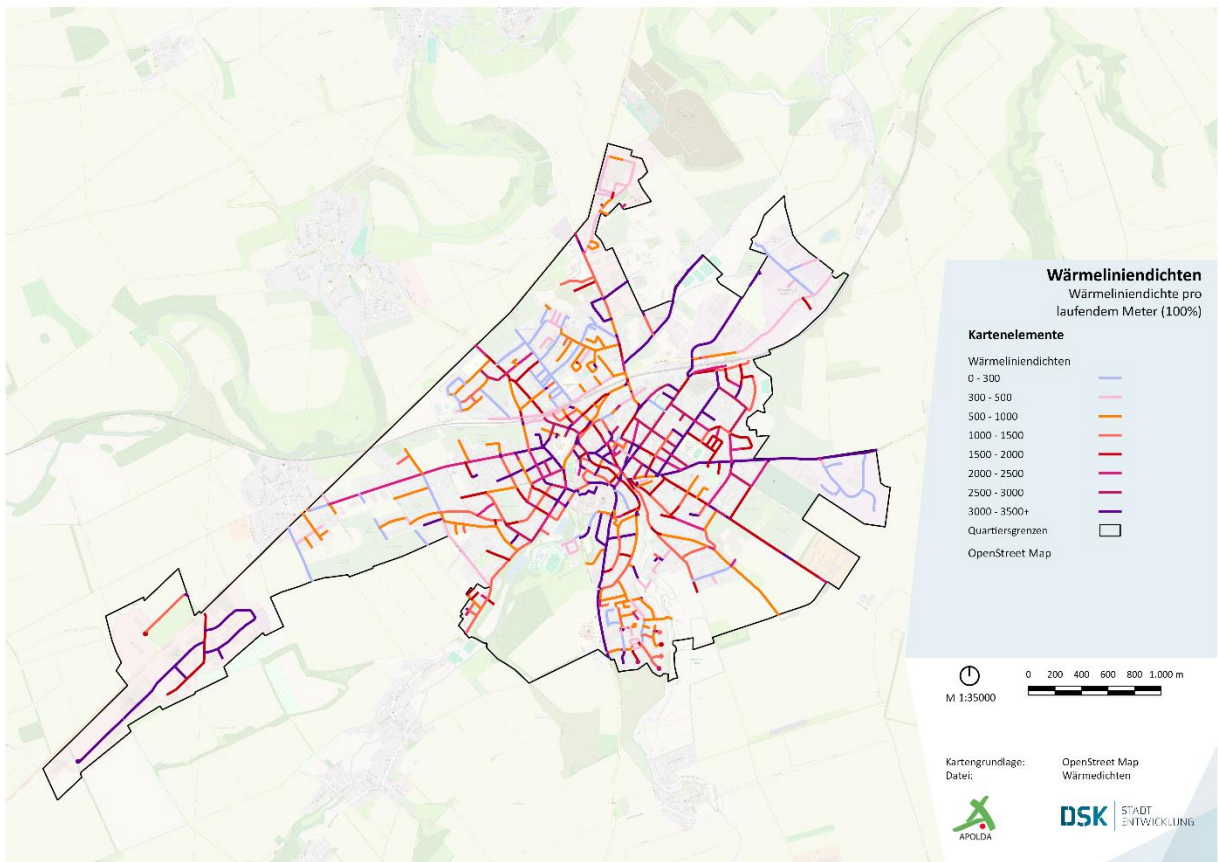 Wärmeliniendichten
Wärmeliniendichte pro
laufendem Meter (100%)
Kartenelemente
Wärmeliniendichten
0 - 300
300 - 500
500 - 1000
1000 - 1500
1500 - 2000
2000 - 2500
2500 - 3000
3000 - 3500+
Quartiersgrenzen
OpenStreet Map
M 1:35000
0 200 400 600 800 1.000 m
Kartengrundlage: OpenStreet Map
Datei: Wärmedichten
APOLDA
DSK STADT
ENTWICKLUNG